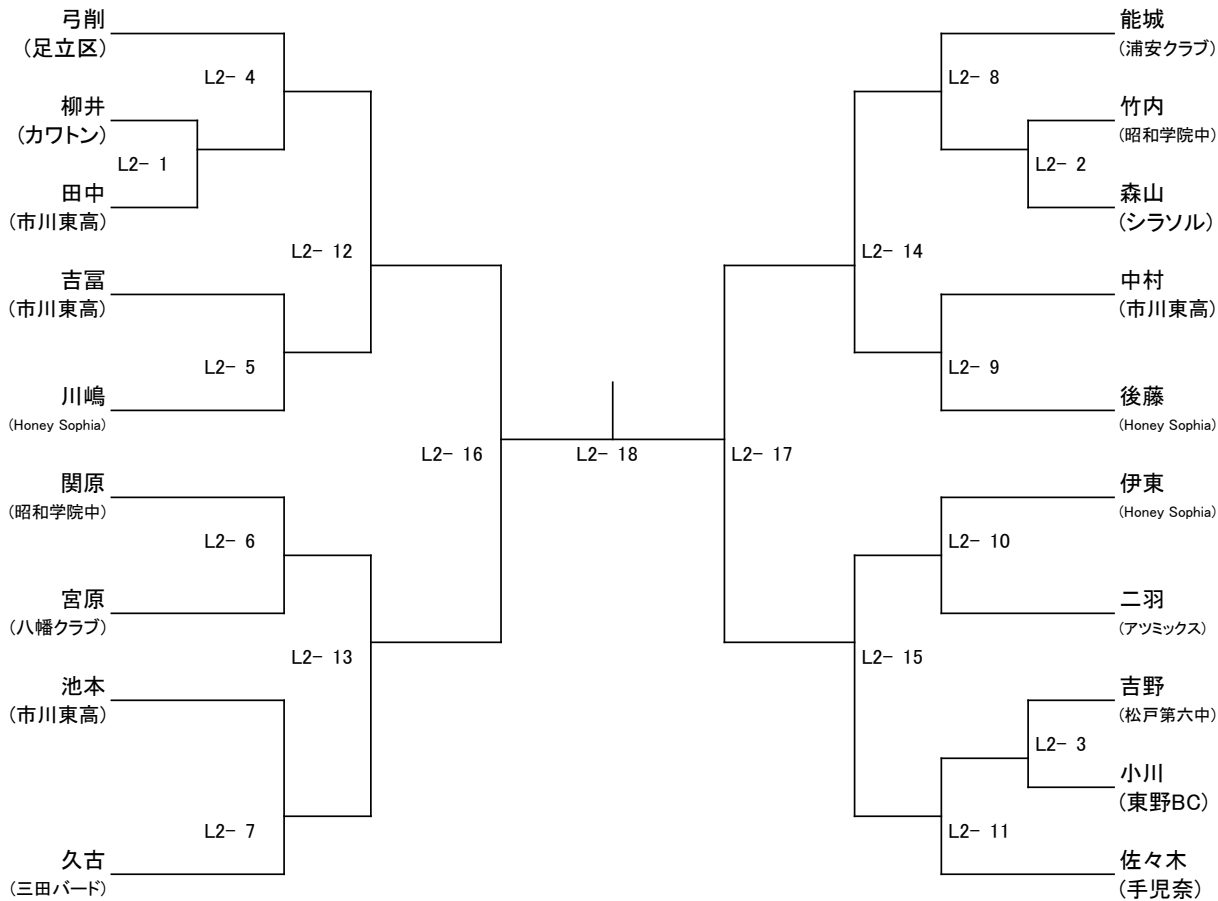 弓削
(足立区)
L2- 4
柳井
(カワトン)
L2- 1
田中
(市川東高)
L2- 12
吉冨
(市川東高)
L2- 5
川嶋
(Honey Sophia)
L2- 16
関原
(昭和学院中)
L2- 6
宮原
(八幡クラブ)
L2- 13
池本
(市川東高)
L2- 7
久古
(三田バード)
L2- 18
能城
(浦安クラブ)
L2- 8
竹内
(昭和学院中)
L2- 2
森山
(シラソル)
L2- 14
中村
(市川東高)
L2- 9
後藤
(Honey Sophia)
L2- 17
伊東
(Honey Sophia)
L2- 10
二羽
(アツミックス)
L2- 15
吉野
(松戸第六中)
L2- 3
小川
(東野BC)
L2- 11
佐々木
(手児奈)